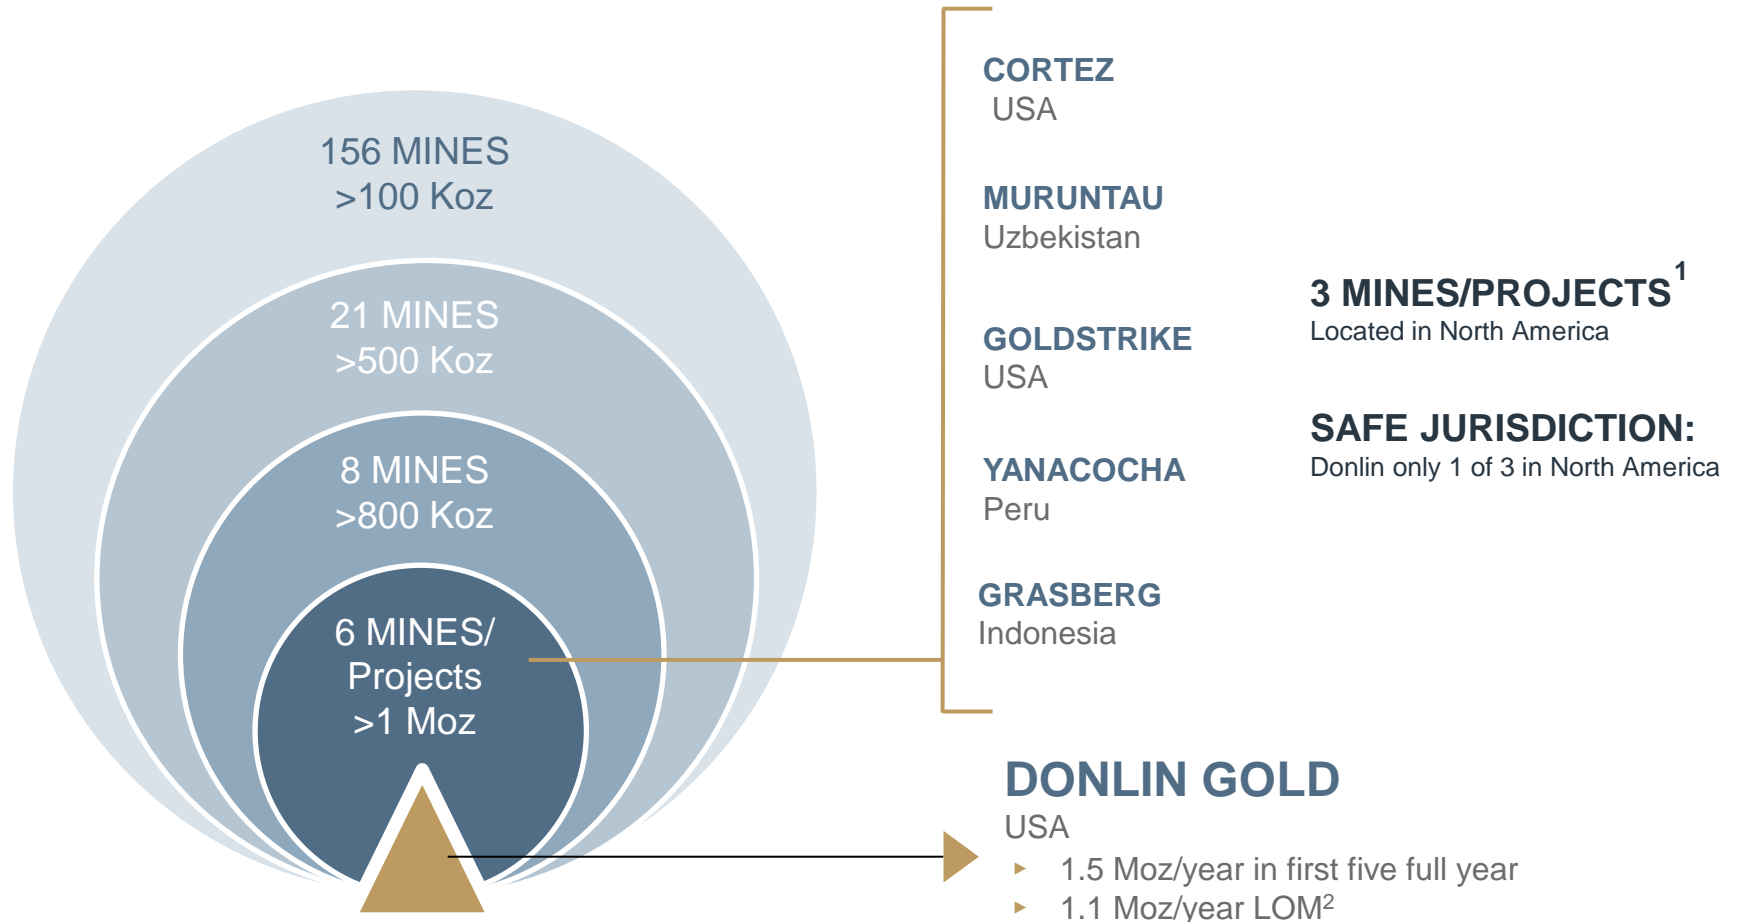 156 MINES
>100 Koz
21 MINES
>500 Koz
8 MINES
>800 Koz
6 MINES/
Projects
>1 Moz
CORTEZ
USA
MURUNTAU
Uzbekistan
GOLDSTRIKE
USA
YANACOCHA
Peru
GRASBERG
Indonesia
3 MINES/PROJECTS¹
Located in North America
SAFE JURISDICTION:
Donlin only 1 of 3 in North America
DONLIN GOLD
USA
▸ 1.5 Moz/year in first five full year
▸ 1.1 Moz/year LOM²